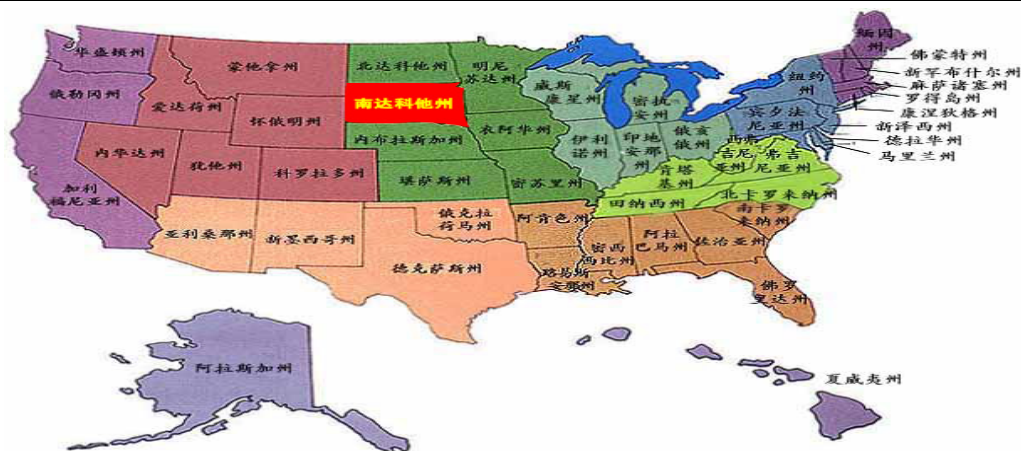 华盛顿州
蒙他拿州
北达科他州
明尼
苏达州
缅因
州
佛蒙特州
新罕布什尔州
麻萨诸塞州
罗得岛州
康涅狄格州
新泽西州
德拉华州
马里兰州
俄勒冈州
爱达荷州
怀俄明州
南达科他州
威斯
康星州
密执
安州
纽约
州
内华达州
犹他州
科罗拉多州
内布拉斯加州
衣阿华州
伊利
诺州
印地
安那
州
俄亥
俄州
宾夕法
尼亚州
西弗
吉尼
亚州
弗吉
尼亚州
加利
福尼亚州
堪萨斯州
密苏里州
肯塔
基州
田纳西州
北卡罗来纳州
南卡罗
来纳州
亚利桑那州
新墨西哥州
俄克拉
荷马州
阿肯色州
德克萨斯州
路易斯
安那州
密西
西比州
阿拉
巴马州
佐治亚州
佛罗
里达州
阿拉斯加州
夏威夷州